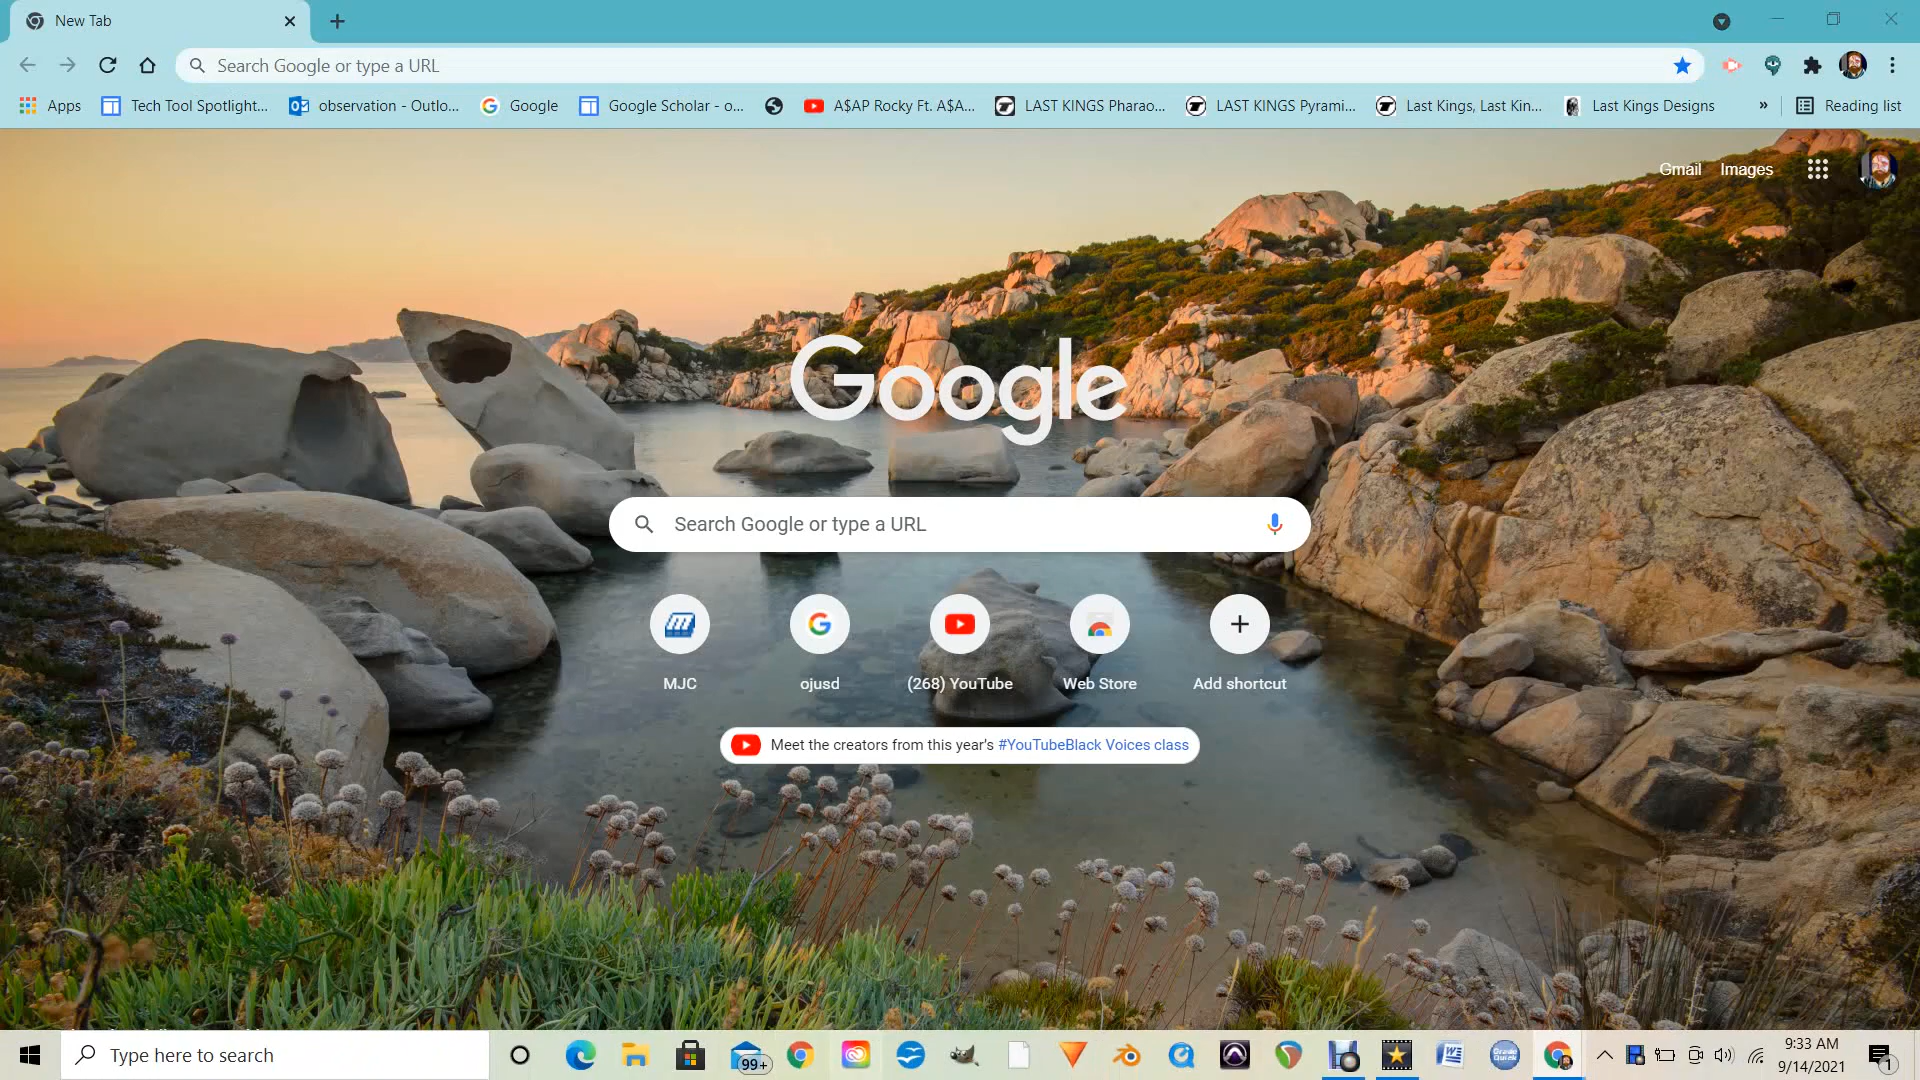 New Tab
Search Google or type a URL
Apps
Tech Tool Spotlight...
observation - Outlo...
Google
Google Scholar - o...
A$AP Rocky Ft. A$A...
LAST KINGS Pharao...
LAST KINGS Pyrami...
Last Kings, Last Kin...
Last Kings Designs
»
Reading list
Gmail
Images
Google
Search Google or type a URL
MJC
ojusd
(268) YouTube
Web Store
Add shortcut
Meet the creators from this year's #YouTubeBlack Voices class
Type here to search
99+
9:33 AM
9/14/2021
1